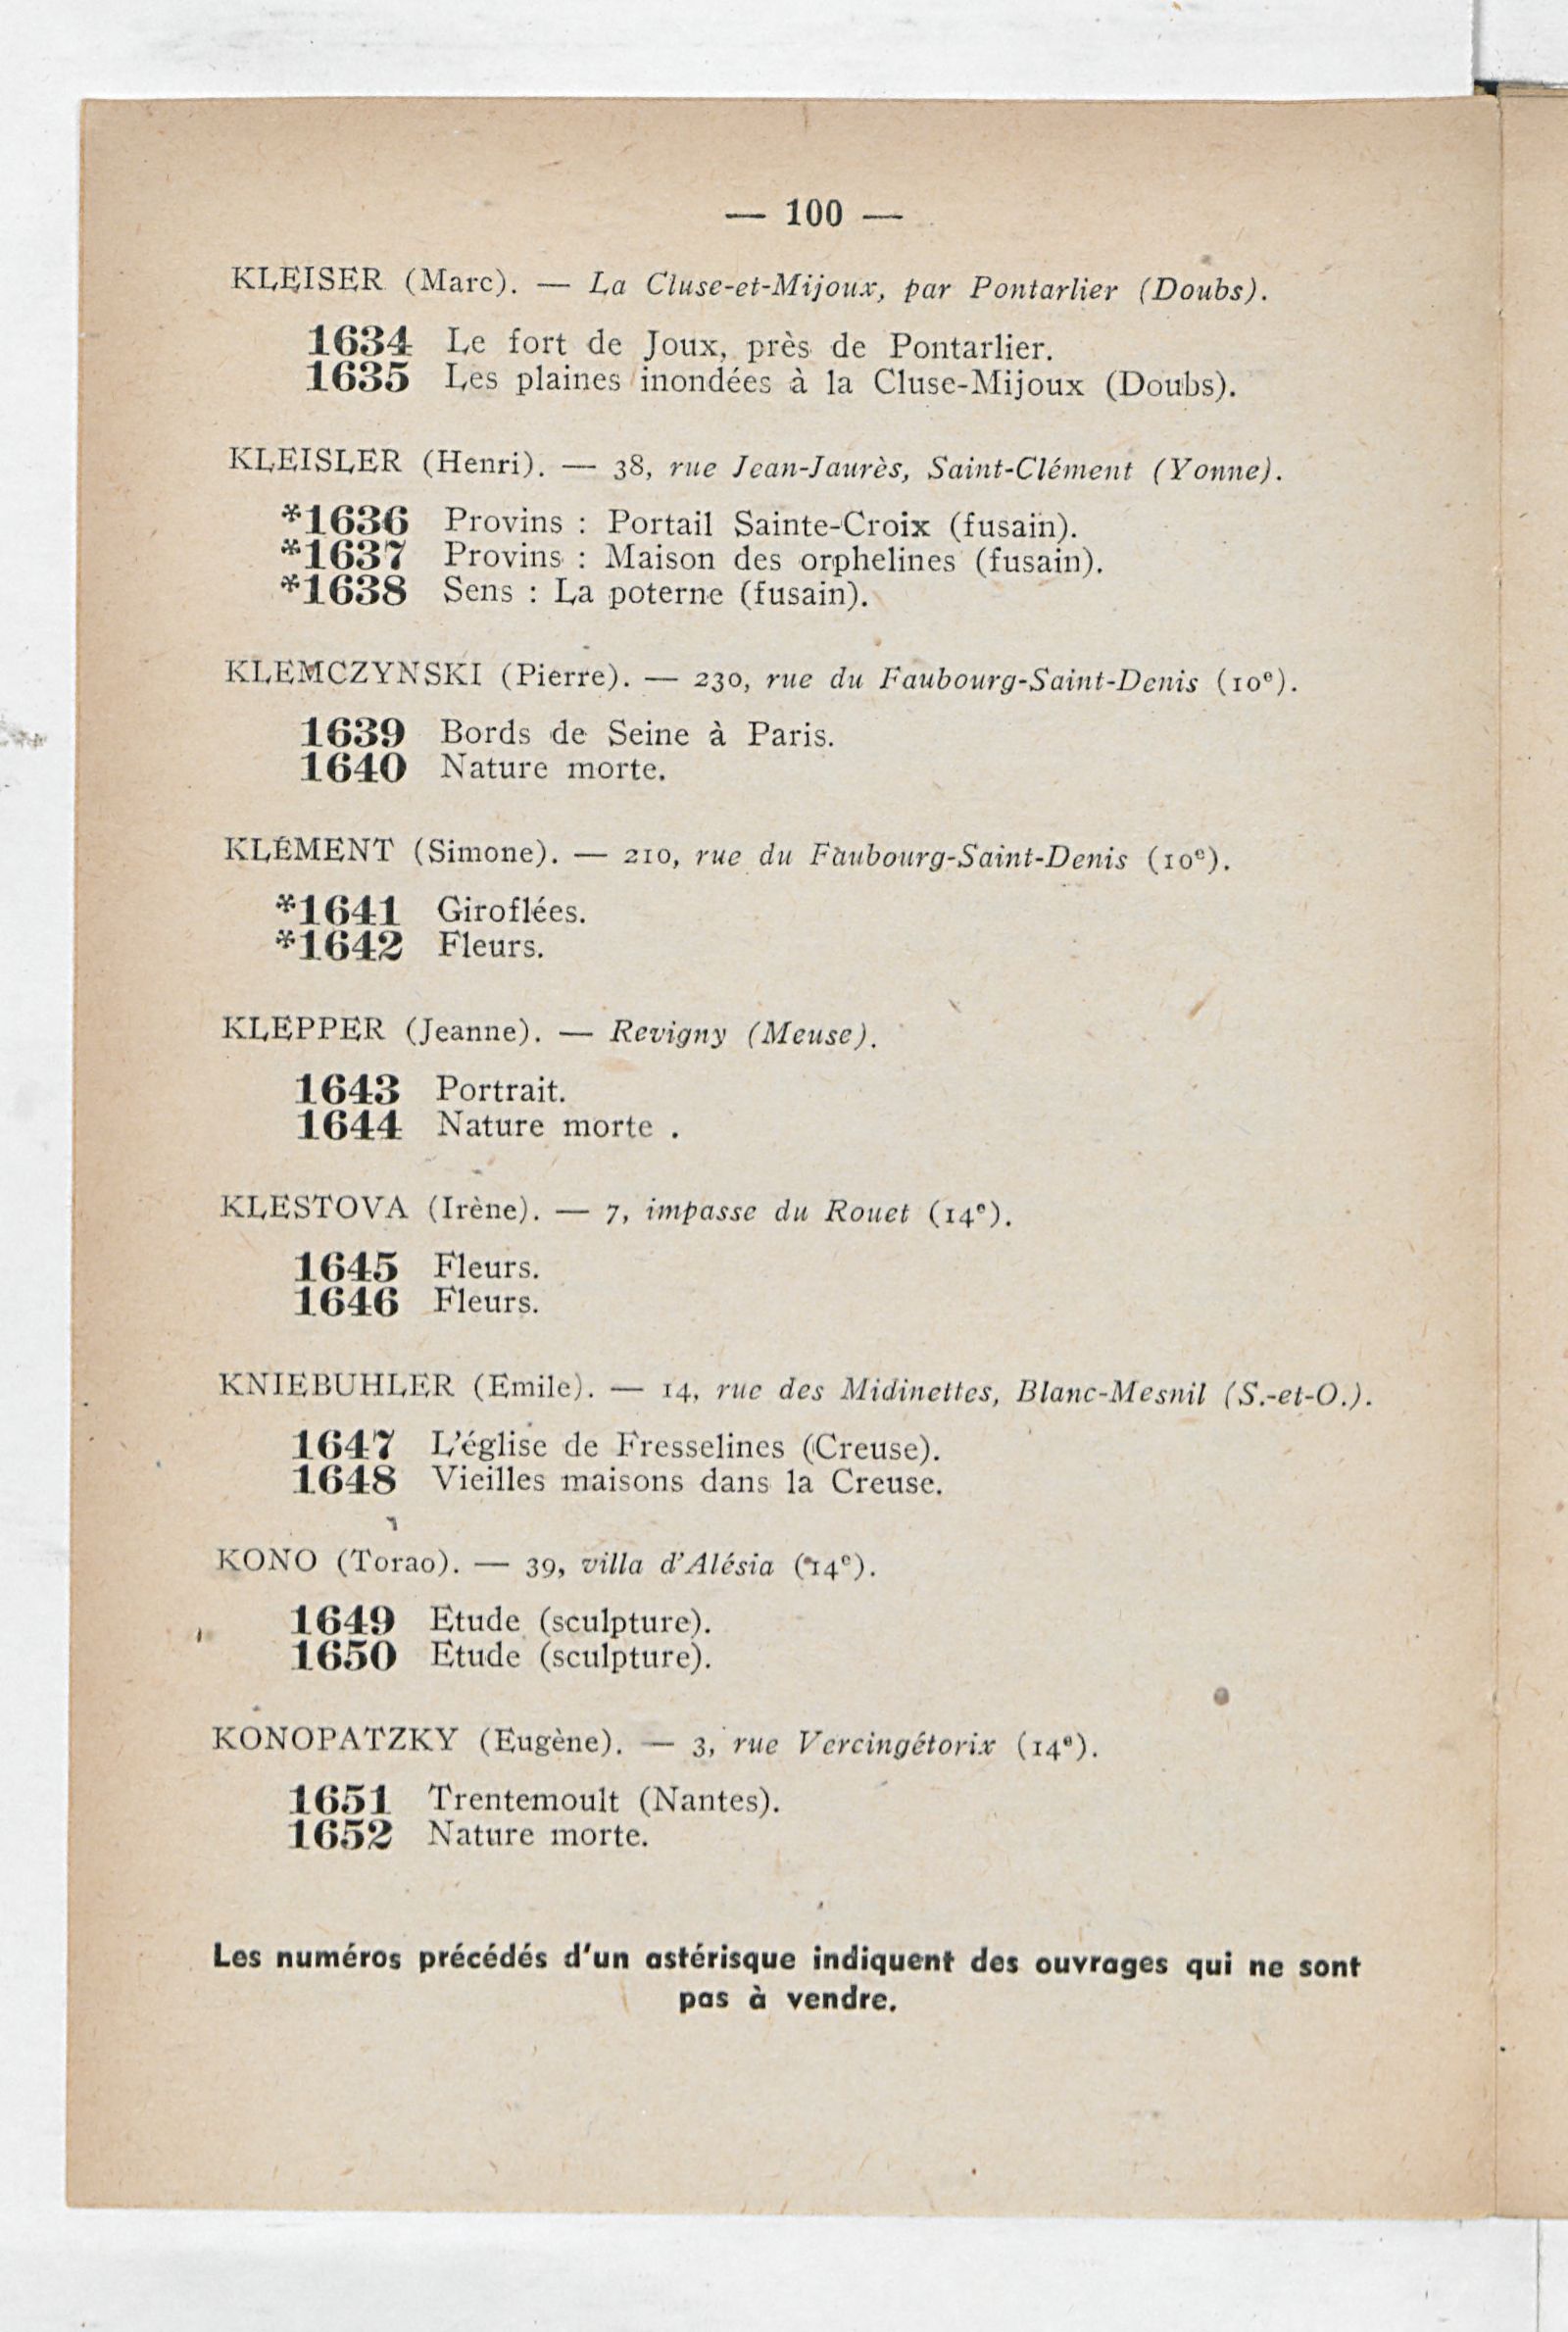 — 100 —
KLEISER (Marc). — La Cluse-et-Mijoux, par Pontarlier (Doubs).
1634 Le fort de Joux, près de Pontarlier.
1635 Les plaines inondées à la Cluse-Mijoux (Doubs).
KLEISLER (Henri). — 38, rue Jean-Jaurès, Saint-Clément (Yonne).
*1636 Provins : Portail Sainte-Croix (fusain).
*1637 Provins : Maison des orphelines (fusain).
*1638 Sens : La poterne (fusain).
KLEMCZYNSKI (Pierre). — 230, rue du Faubourg-Saint-Denis (10e).
1639 Bords de Seine à Paris.
1640 Nature morte.
KLÉMENT (Simone). — 210, rue du Faubourg-Saint-Denis (10e).
*1641 Giroflées.
*1642 Fleurs.
KLEPPER (Jeanne). — Revigny (Meuse).
1643 Portrait.
1644 Nature morte .
KLESTOVA (Irène). — 7, impasse du Rouet (14e).
1645 Fleurs.
1646 Fleurs.
KNIEBUHLER (Emile). — 14, rue des Midinettes, Blanc-Mesnil (S.-et-O.).
1647 L'église de Fresselines (Creuse).
1648 Vieilles maisons dans la Creuse.
KONO (Torao). — 39, villa d'Alésia (14e).
1649 Etude (sculpture).
1650 Etude (sculpture).
KONOPATZKY (Eugène). — 3, rue Vercingétorix (14e).
1651 Trentemoult (Nantes).
1652 Nature morte.
Les numéros précédés d'un astérisque indiquent des ouvrages qui ne sont
pas à vendre.